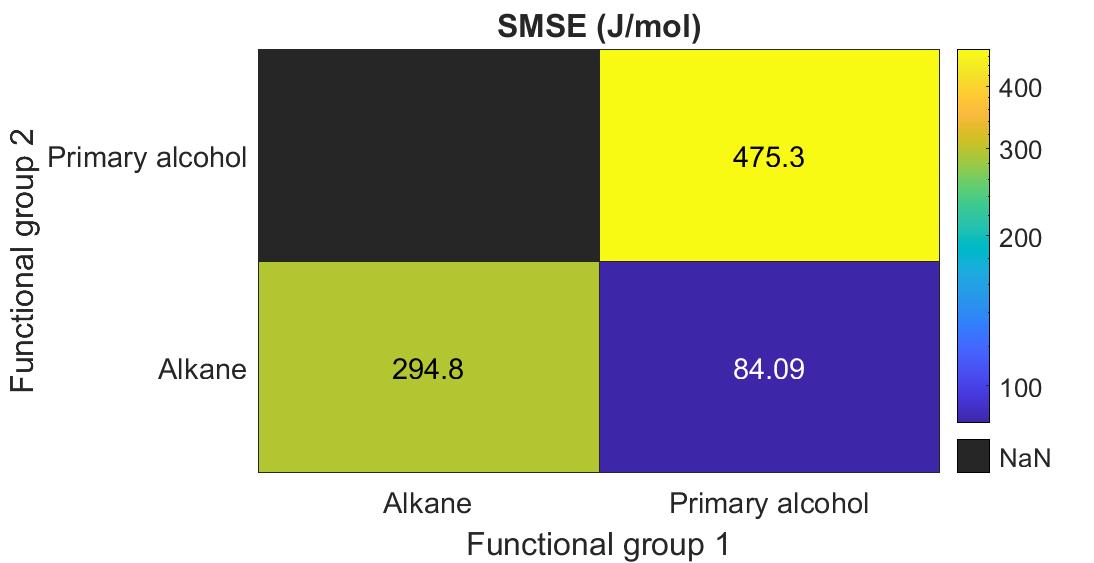 SMSE (J/mol)
Functional group 2
Primary alcohol
Alkane
475.3
294.8
84.09
400
300
200
100
NaN
Alkane
Primary alcohol
Functional group 1